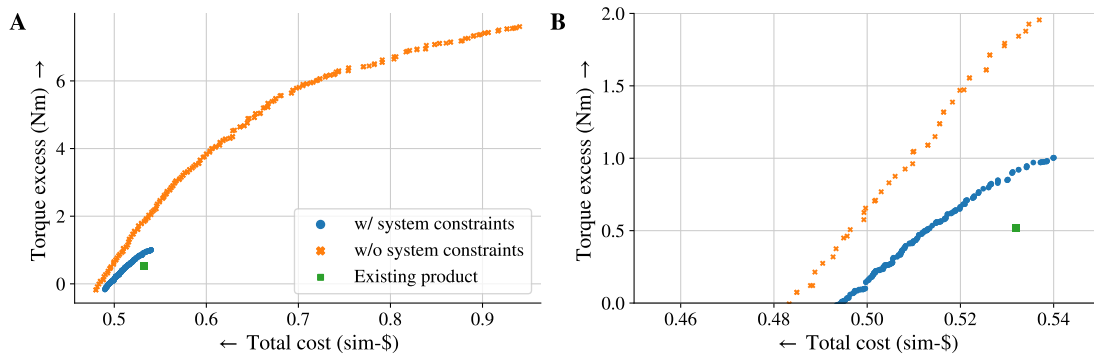 A
Torque excess (Nm) →
6
4
2
0
0.5 0.6 0.7 0.8 0.9
← Total cost (sim-$)
w/ system constraints
w/o system constraints
Existing product
B
Torque excess (Nm) →
2.0
1.5
1.0
0.5
0.0
0.46 0.48 0.50 0.52 0.54
← Total cost (sim-$)